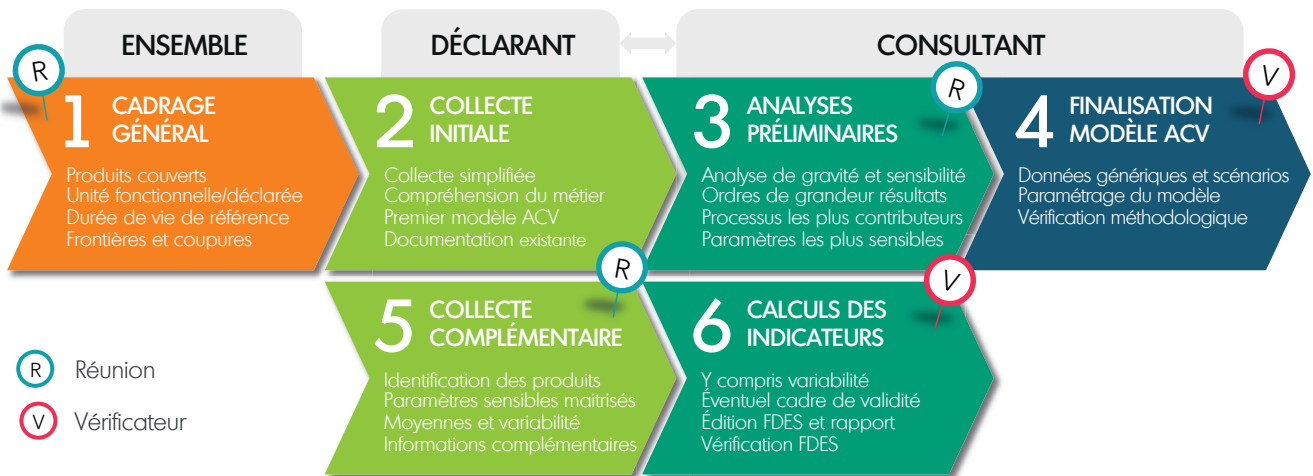 ENSEMBLE
DÉCLARANT
CONSULTANT
R
1 CADRAGE
GÉNÉRAL
Produits couverts
Unité fonctionnelle/déclarée
Durée de vie de référence
Frontières et coupures
2 COLLECTE
INITIALE
Collecte simplifiée
Compréhension du métier
Premier modèle ACV
Documentation existante
R
3 ANALYSES
PRÉLIMINAIRES
Analyse de gravité et sensibilité
Ordres de grandeur résultats
Processus les plus contributeurs
Paramètres les plus sensibles
V
4 FINALISATION
MODÈLE ACV
Données génériques et scénarios
Paramétrage du modèle
Vérification méthodologique
R
5 COLLECTE
COMPLÉMENTAIRE
Identification des produits
Paramètres sensibles maitrisés
Moyennes et variabilité
Informations complémentaires
V
6 CALCULS DES
INDICATEURS
Y compris variabilité
Éventuel cadre de validité
Édition FDES et rapport
Vérification FDES
R Réunion
V Vérificateur